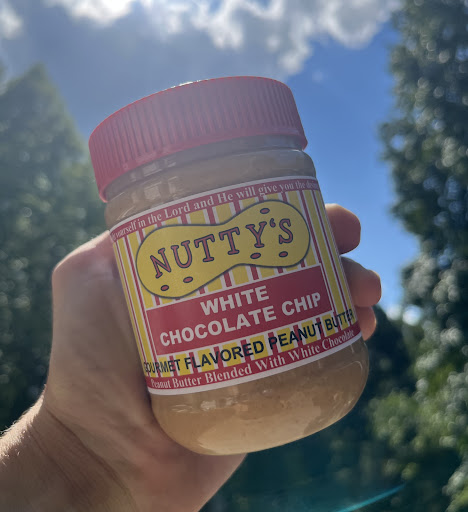 yourself in the Lord and He will give you the
NUTTY'S
WHITE
CHOCOLATE CHIP
GOURMET FLAVORED PEANUT BUTTER
Peanut Butter Blended With White Chocolate